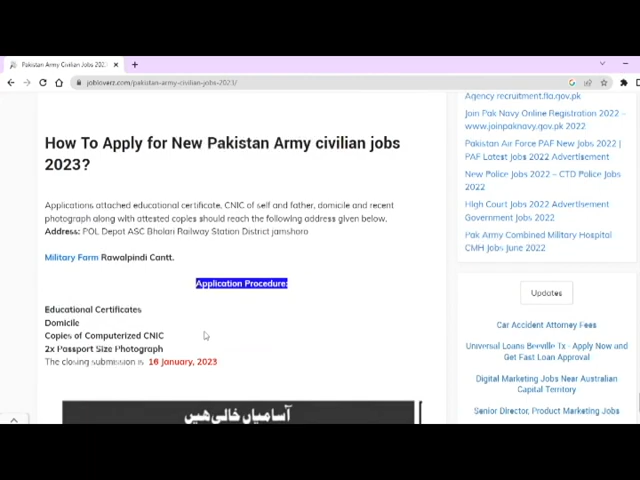 Pakistan Army Civilian Jobs 202
jobloverz.com/pakistan-army-civilian-jobs-2023/
How To Apply for New Pakistan Army civilian jobs
2023?
Applications attached educational certificate, CNIC of self and father, domicile and recent
photograph along with attested copies should reach the following address given below.
Address: POL Depot ASC Bholari Railway Station District jamshoro
Military Farm Rawalpindi Cantt.
Application Procedure:
Educational Certificates
Domicile
Copies of Computerized CNIC
2x Passport Size Photograph
The closing submission is 16 January, 2023
آسامیاں خالی ہیں
Agency recruitment.fia.gov.pk
Join Pak Navy Online Registration 2022 –
www.joinpaknavy.gov.pk 2022
Pakistan Air Force PAF New Jobs 2022 |
PAF Latest Jobs 2022 Advertisement
New Police Jobs 2022 – CTD Police Jobs
2022
High Court Jobs 2022 Advertisement
Government Jobs 2022
Pak Army Combined Military Hospital
CMH Jobs June 2022
Updates
Car Accident Attorney Fees
Universal Loans Beeville Tx - Apply Now and
Get Fast Loan Approval
Digital Marketing Jobs Near Australian
Capital Territory
Senior Director, Product Marketing Jobs